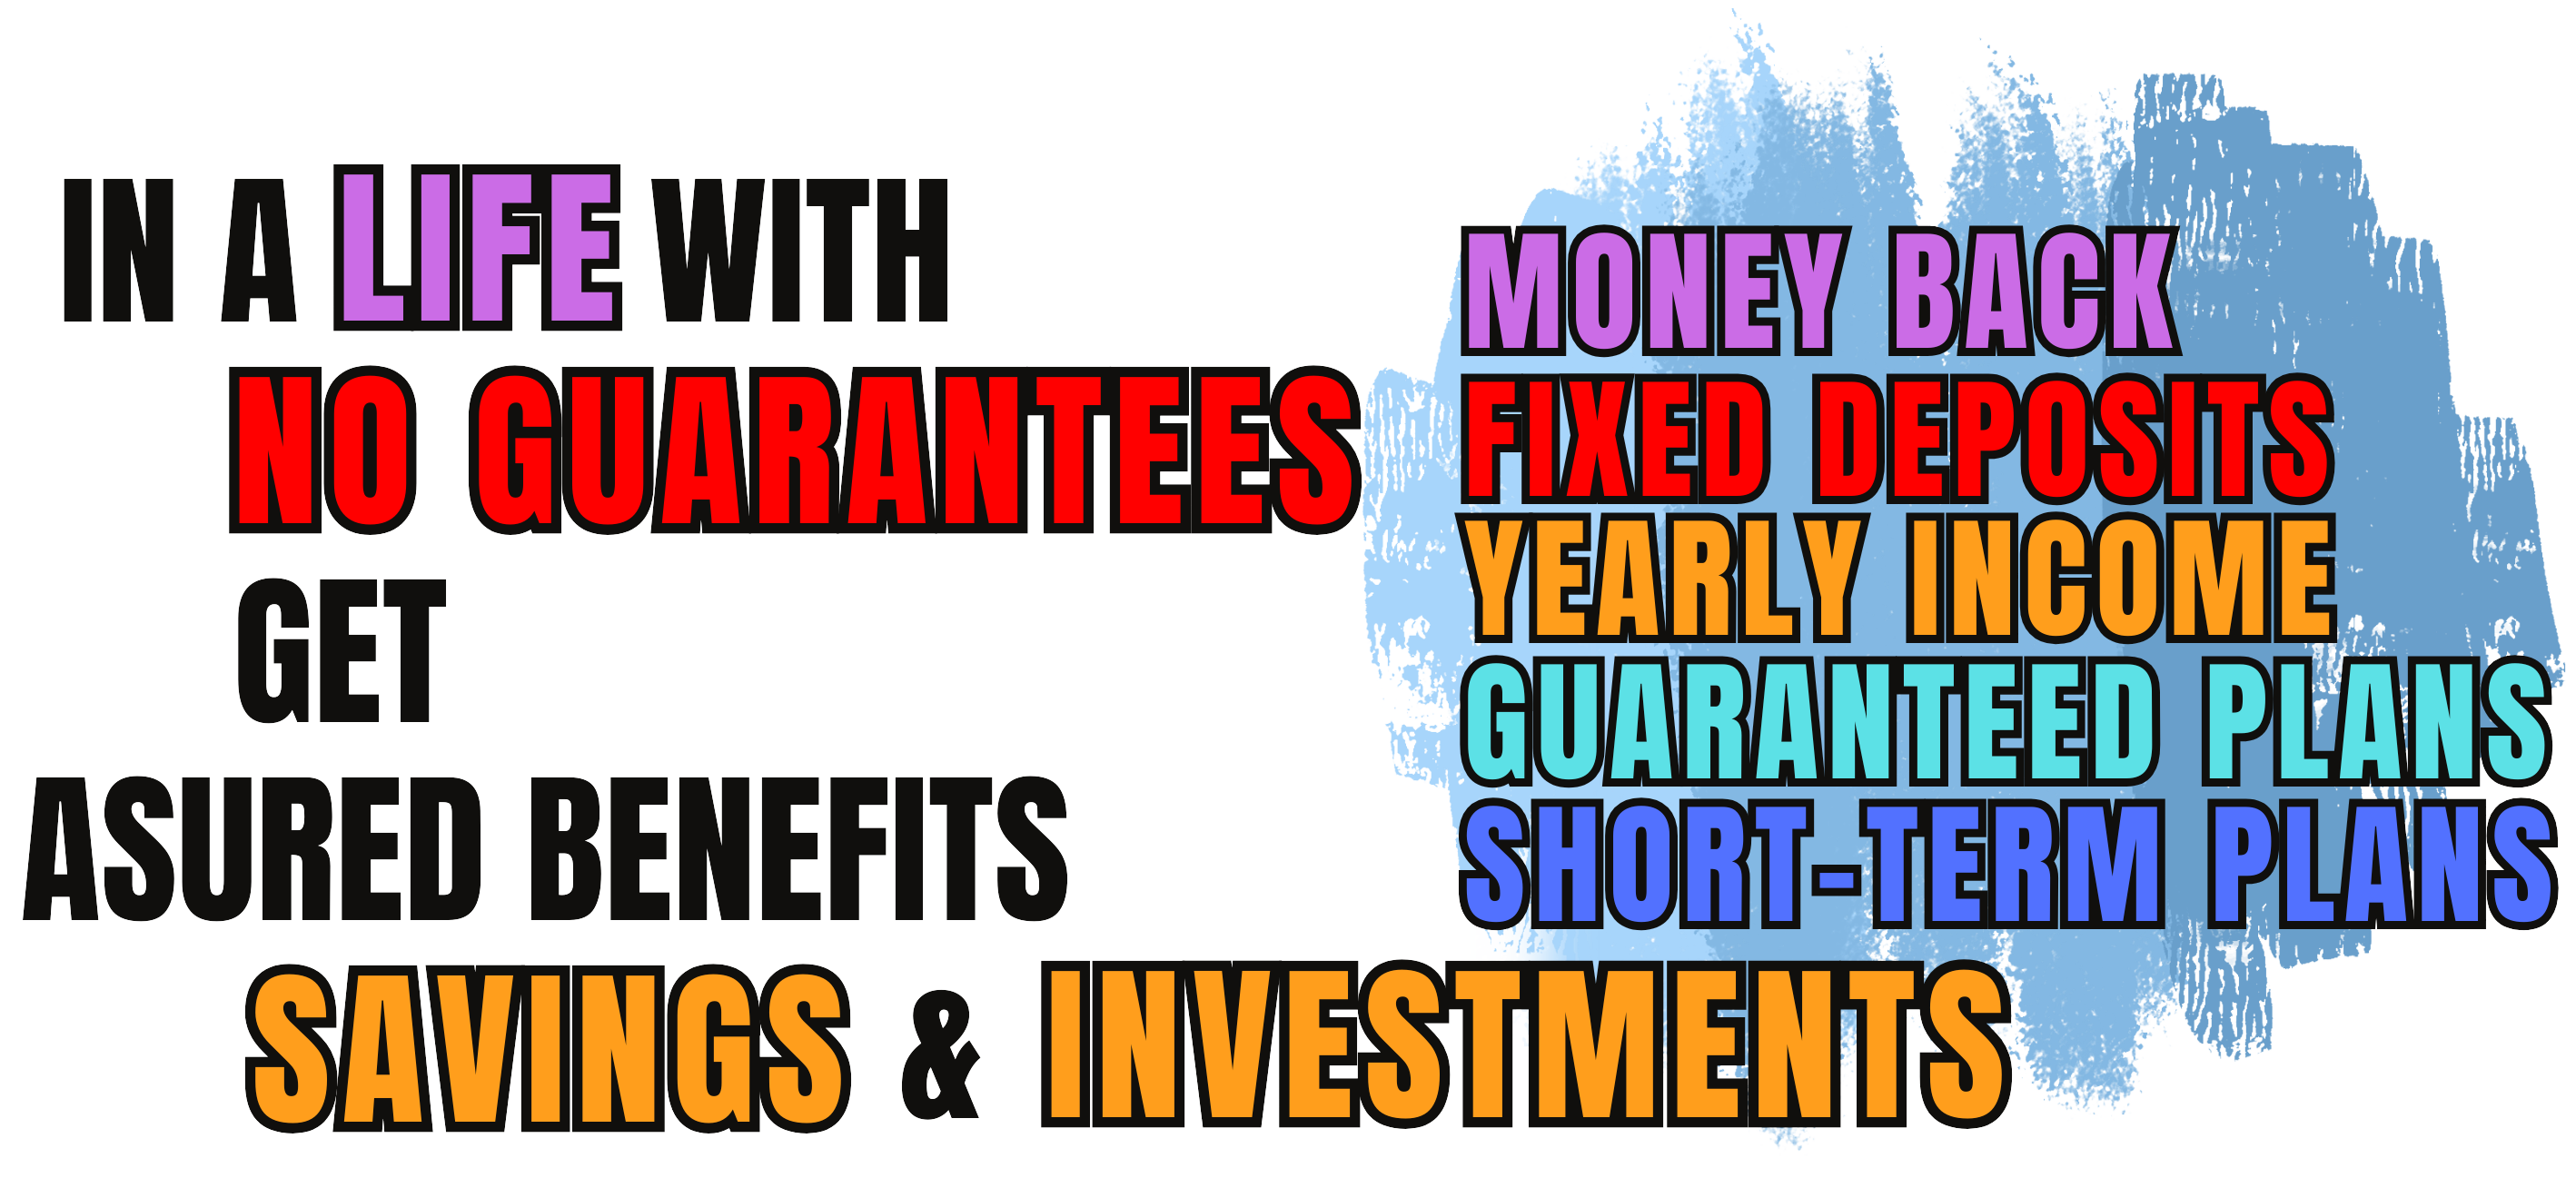 IN A LIFE WITH
NO GUARANTEES
GET
ASURED BENEFITS
SAVINGS & INVESTMENTS
MONEY BACK
FIXED DEPOSITS
YEARLY INCOME
GUARANTEED PLANS
SHORT-TERM PLANS